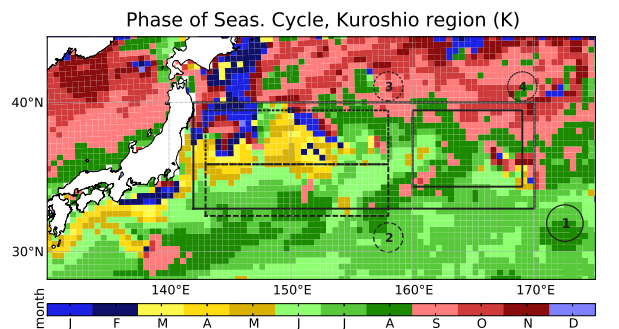 Phase of Seas. Cycle, Kuroshio region (K)
3
4
40°N
1
2
30°N
140°E
150°E
160°E
170°E
month
J F M A M J J A S O N D